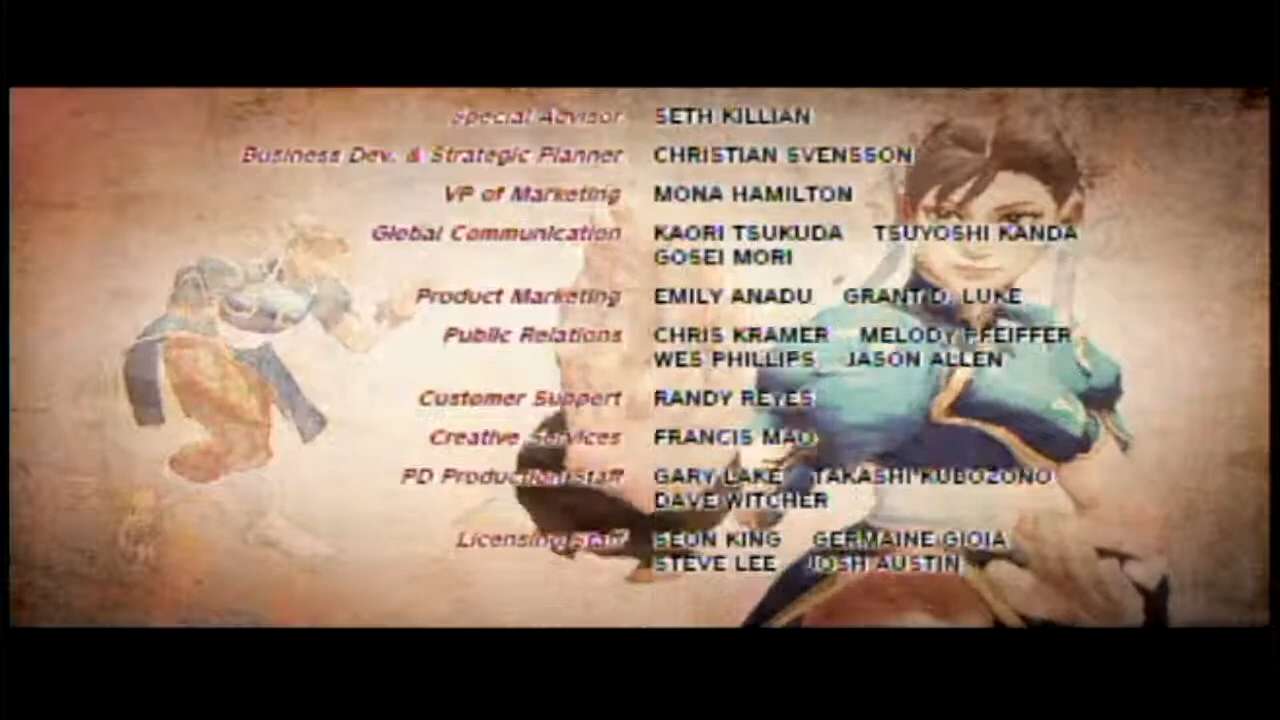 Special Advisor SETH KILLIAN
Business Dev. & Strategic Planner CHRISTIAN SVENSSON
VP of Marketing MONA HAMILTON
Global Communication KAORI TSUKUDA TSUYOSHI KANDA
GOSEI MORI
Product Marketing EMILY ANADU GRANT D. LUKE
Public Relations CHRIS KRAMER MELODY PFEIFFER
WES PHILLIPS JASON ALLEN
Customer Support RANDY REYES
Creative Services FRANCIS MAO
PD Production Staff GARY LAKE TAKASHI KUBOZONO
DAVE WITCHER
Licensing Staff SEON KING GERMAINE GIOIA
STEVE LEE JOSH AUSTIN